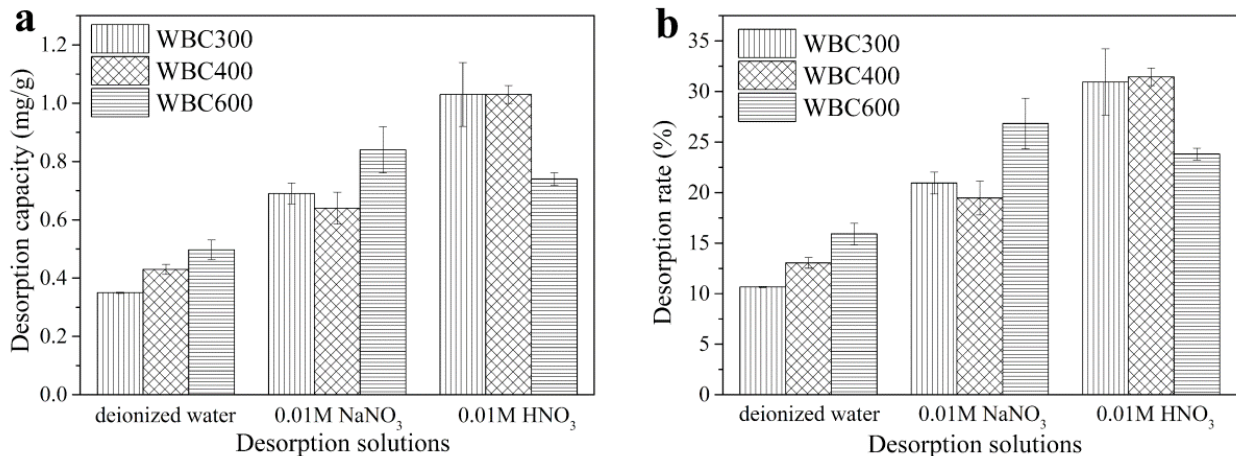 a
Desorption capacity (mg/g)
1.2
1.0
0.8
0.6
0.4
0.2
0.0
WBC300
WBC400
WBC600
deionized water
0.01M NaNO₃
0.01M HNO₃
Desorption solutions
b
Desorption rate (%)
35
30
25
20
15
10
5
0
WBC300
WBC400
WBC600
deionized water
0.01M NaNO₃
0.01M HNO₃
Desorption solutions